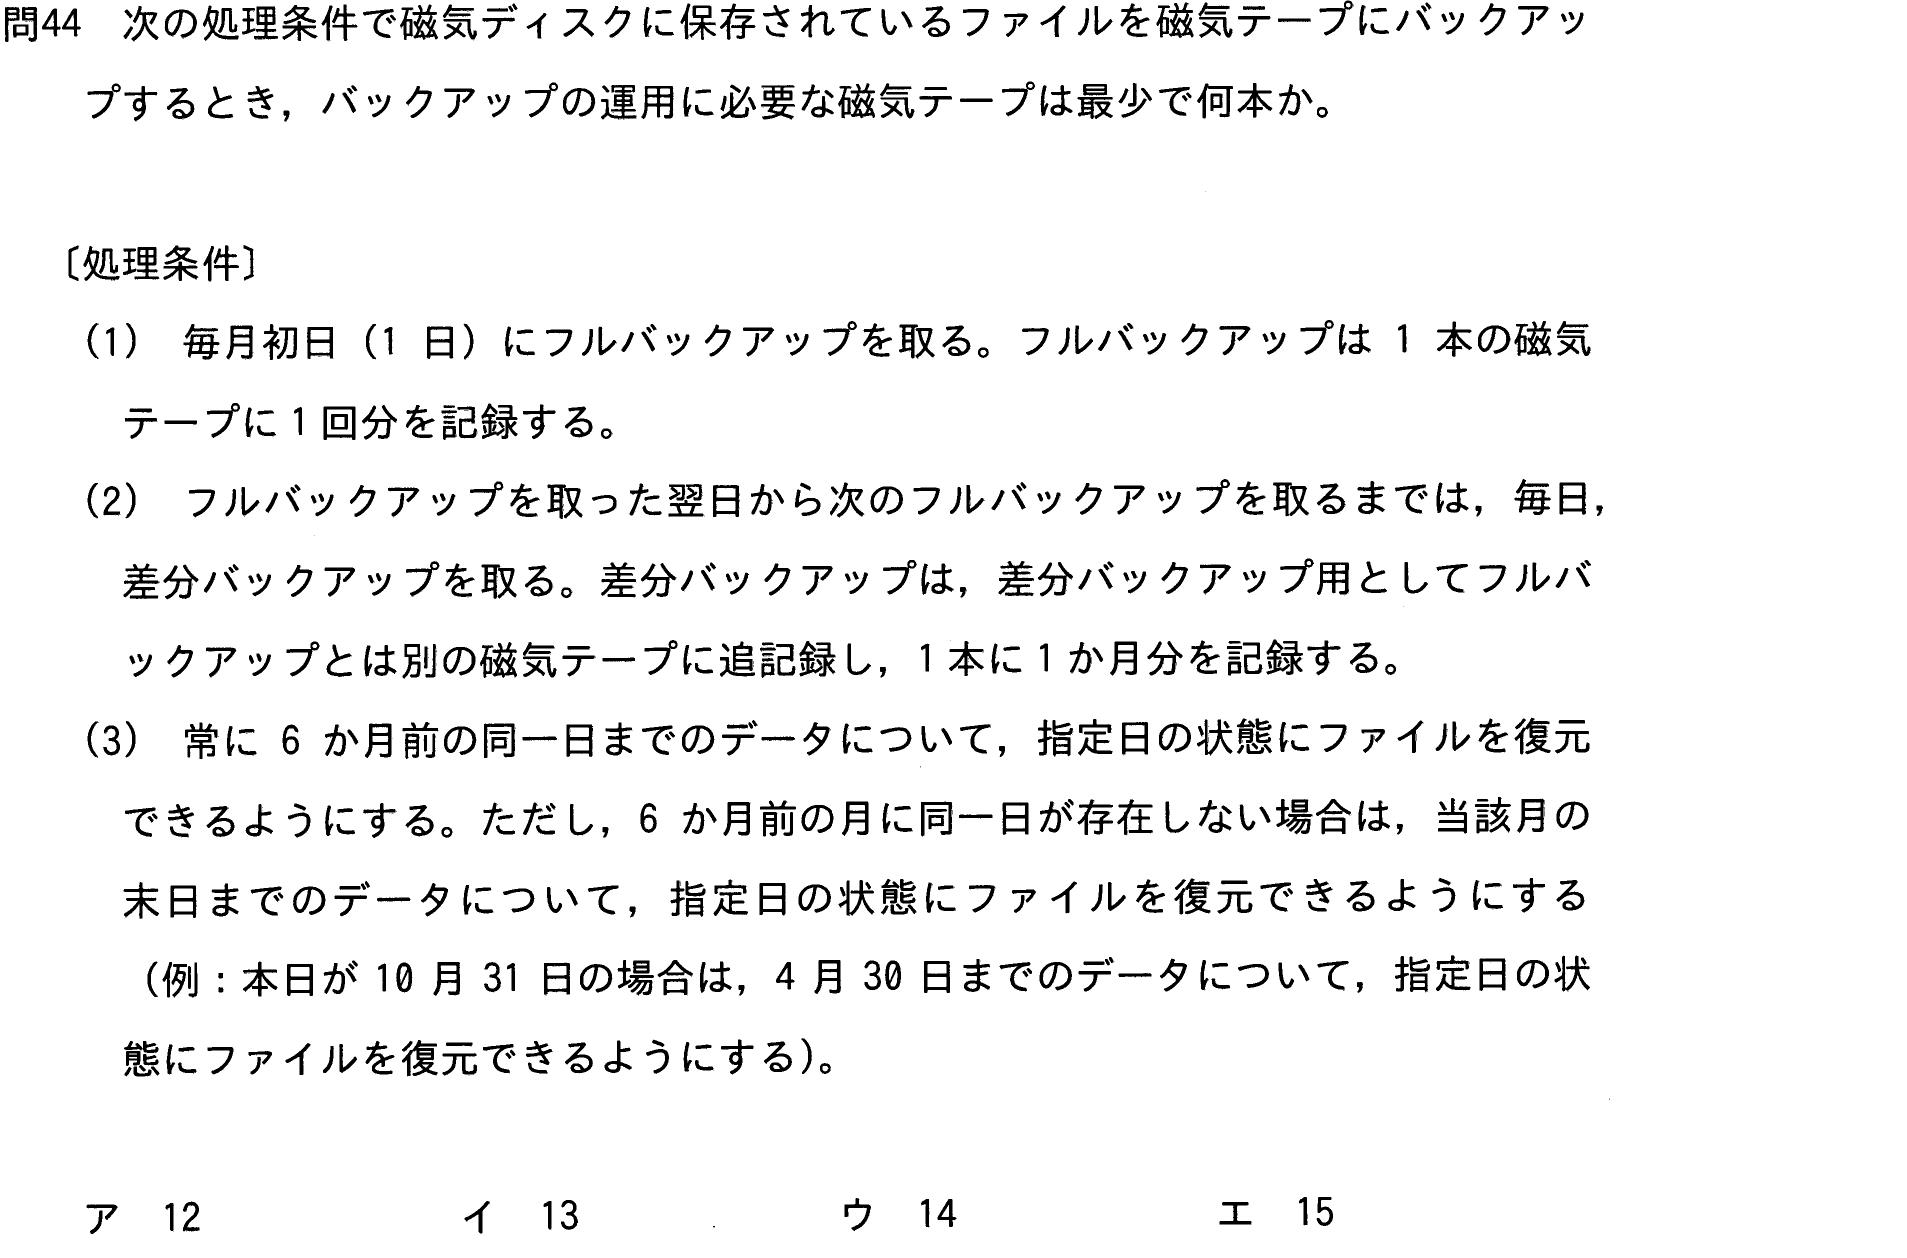 問44　次の処理条件で磁気ディスクに保存されているファイルを磁気テープにバックアッ
プするとき，バックアップの運用に必要な磁気テープは最少で何本か。
〔処理条件〕
(1)　毎月初日（1 日）にフルバックアップを取る。フルバックアップは 1 本の磁気
テープに1回分を記録する。
(2)　フルバックアップを取った翌日から次のフルバックアップを取るまでは，毎日，
差分バックアップを取る。差分バックアップは，差分バックアップ用としてフルバ
ックアップとは別の磁気テープに追記録し，1本に1か月分を記録する。
(3)　常に 6 か月前の同一日までのデータについて，指定日の状態にファイルを復元
できるようにする。ただし，6 か月前の月に同一日が存在しない場合は，当該月の
末日までのデータについて，指定日の状態にファイルを復元できるようにする
（例：本日が 10 月 31 日の場合は，4 月 30 日までのデータについて，指定日の状
態にファイルを復元できるようにする）。
ア　12　イ　13　ウ　14　エ　15